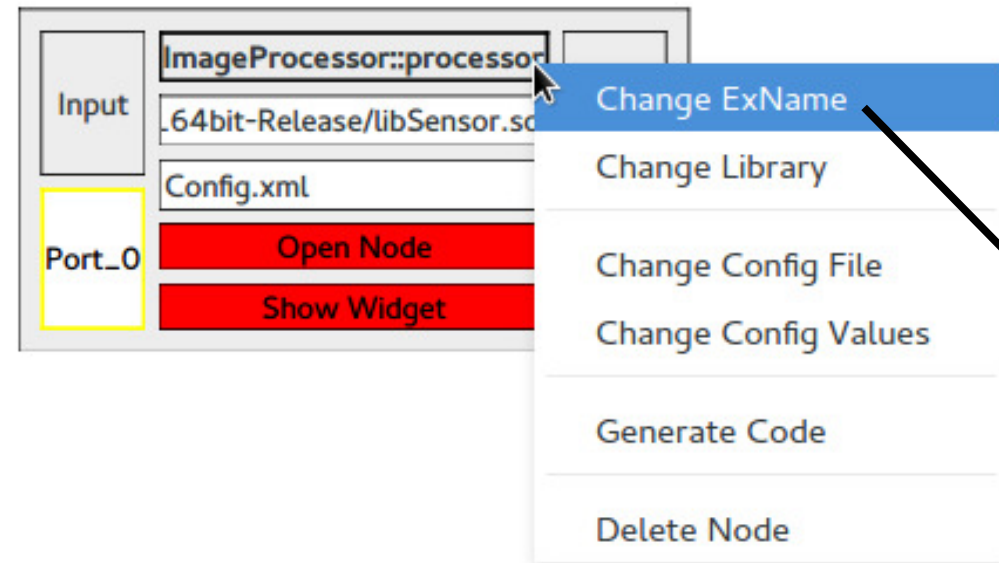 Input
Port_0
ImageProcessor::processor
.64bit-Release/libSensor.so
Config.xml
Open Node
Show Widget
Change ExName
Change Library
Change Config File
Change Config Values
Generate Code
Delete Node